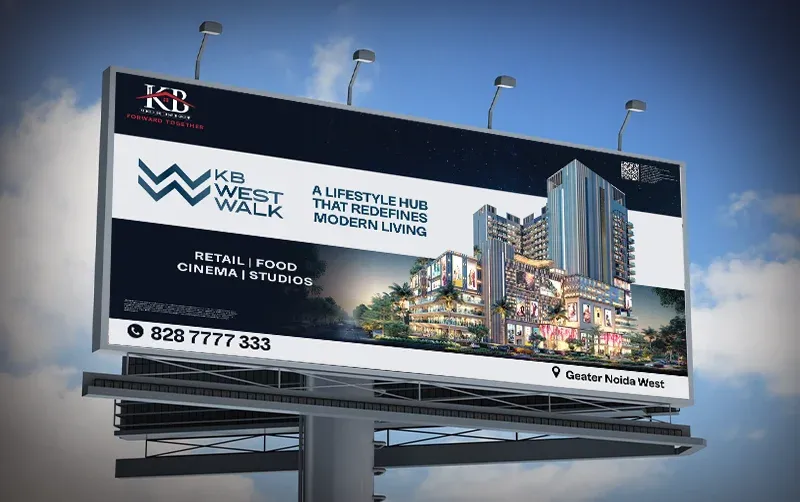 KB
FORWARD TOGETHER
KB
WEST
WALK
A LIFESTYLE HUB
THAT REDEFINES
MODERN LIVING
RETAIL | FOOD
CINEMA | STUDIOS
828 7777 333
Geater Noida West